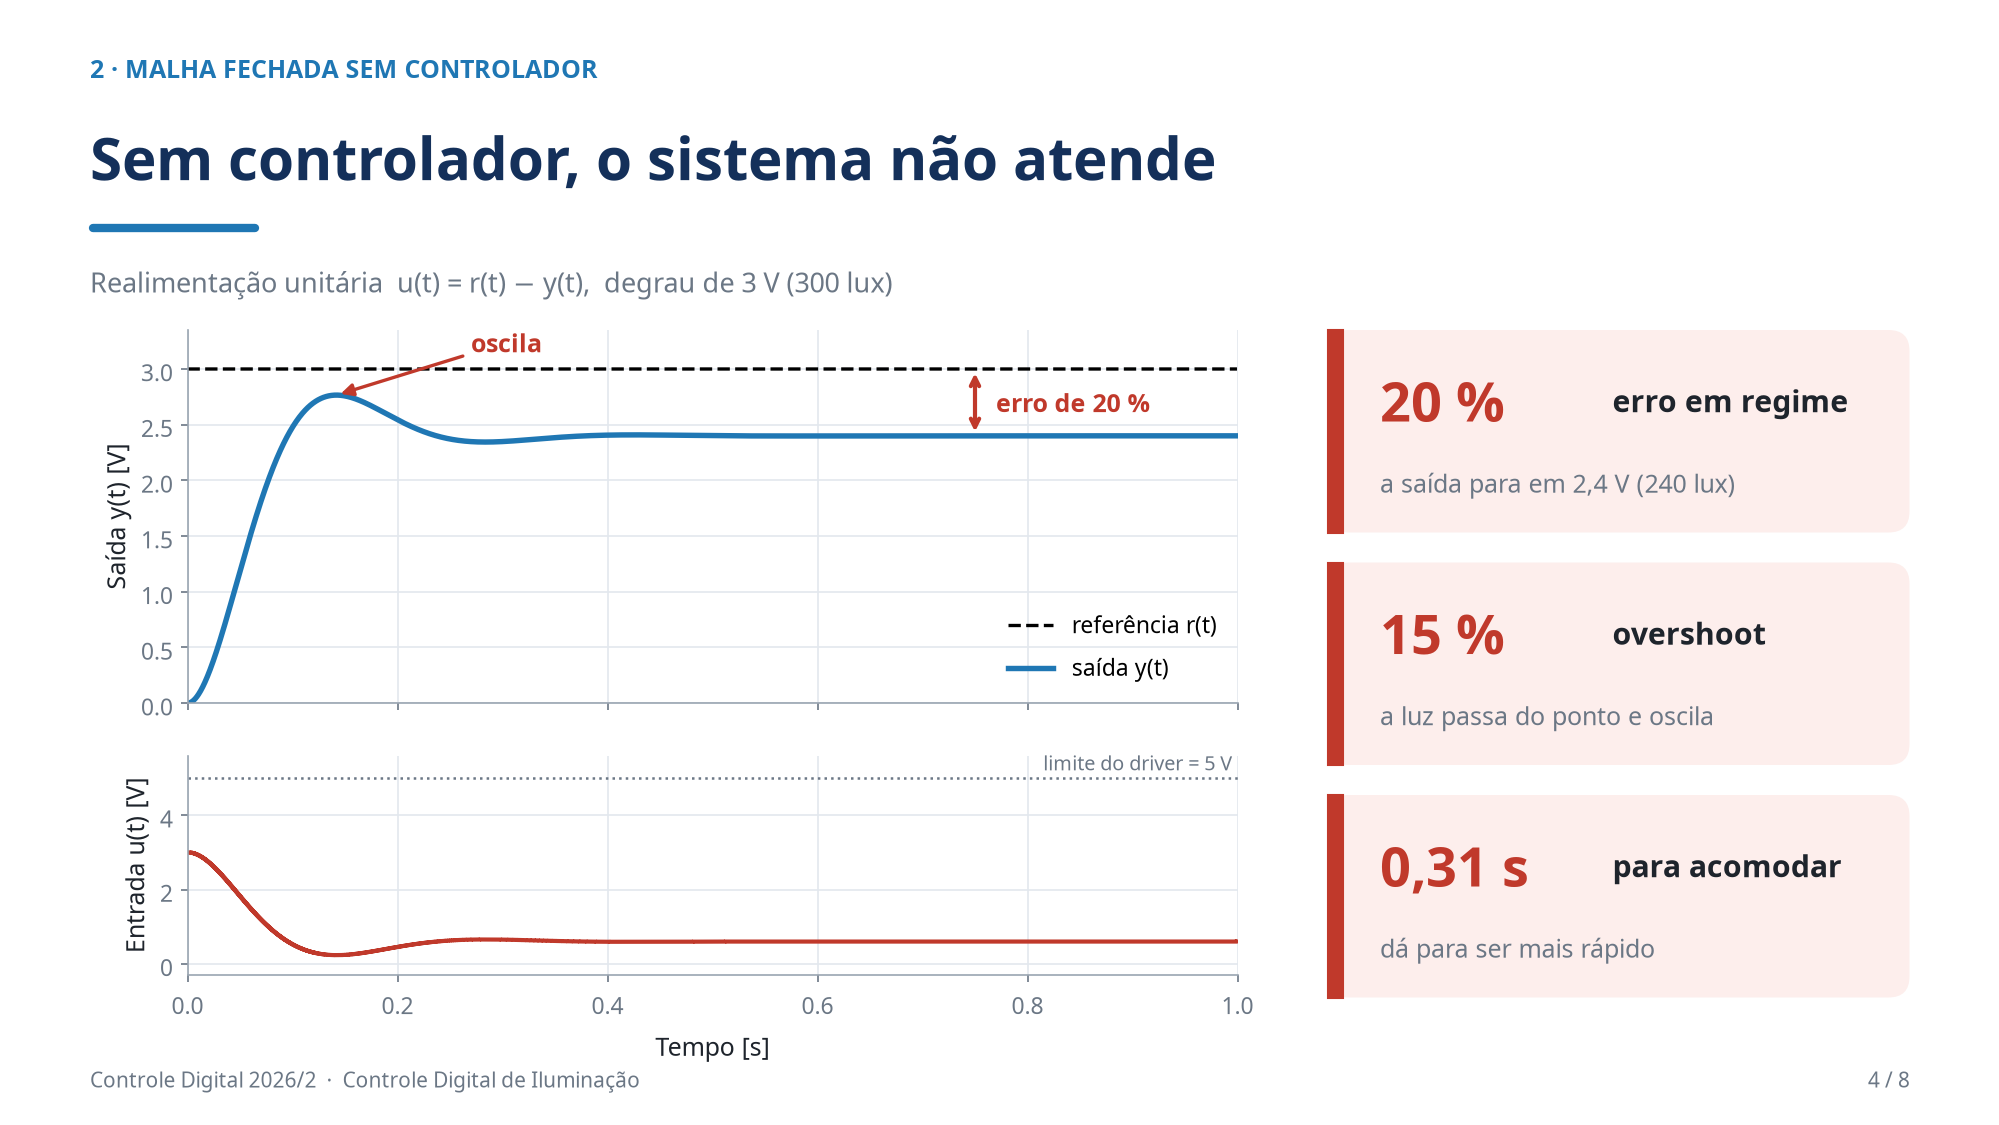 2 · MALHA FECHADA SEM CONTROLADOR
Sem controlador, o sistema não atende
Realimentação unitária  u(t) = r(t) − y(t),  degrau de 3 V (300 lux)
oscila
erro de 20 %
Saída y(t) [V]
3.0
2.5
2.0
1.5
1.0
0.5
0.0
referência r(t)
saída y(t)
limite do driver = 5 V
Entrada u(t) [V]
4
2
0
0.0
0.2
0.4
0.6
0.8
1.0
Tempo [s]
20 % erro em regime
a saída para em 2,4 V (240 lux)
15 % overshoot
a luz passa do ponto e oscila
0,31 s para acomodar
dá para ser mais rápido
Controle Digital 2026/2  ·  Controle Digital de Iluminação
4 / 8